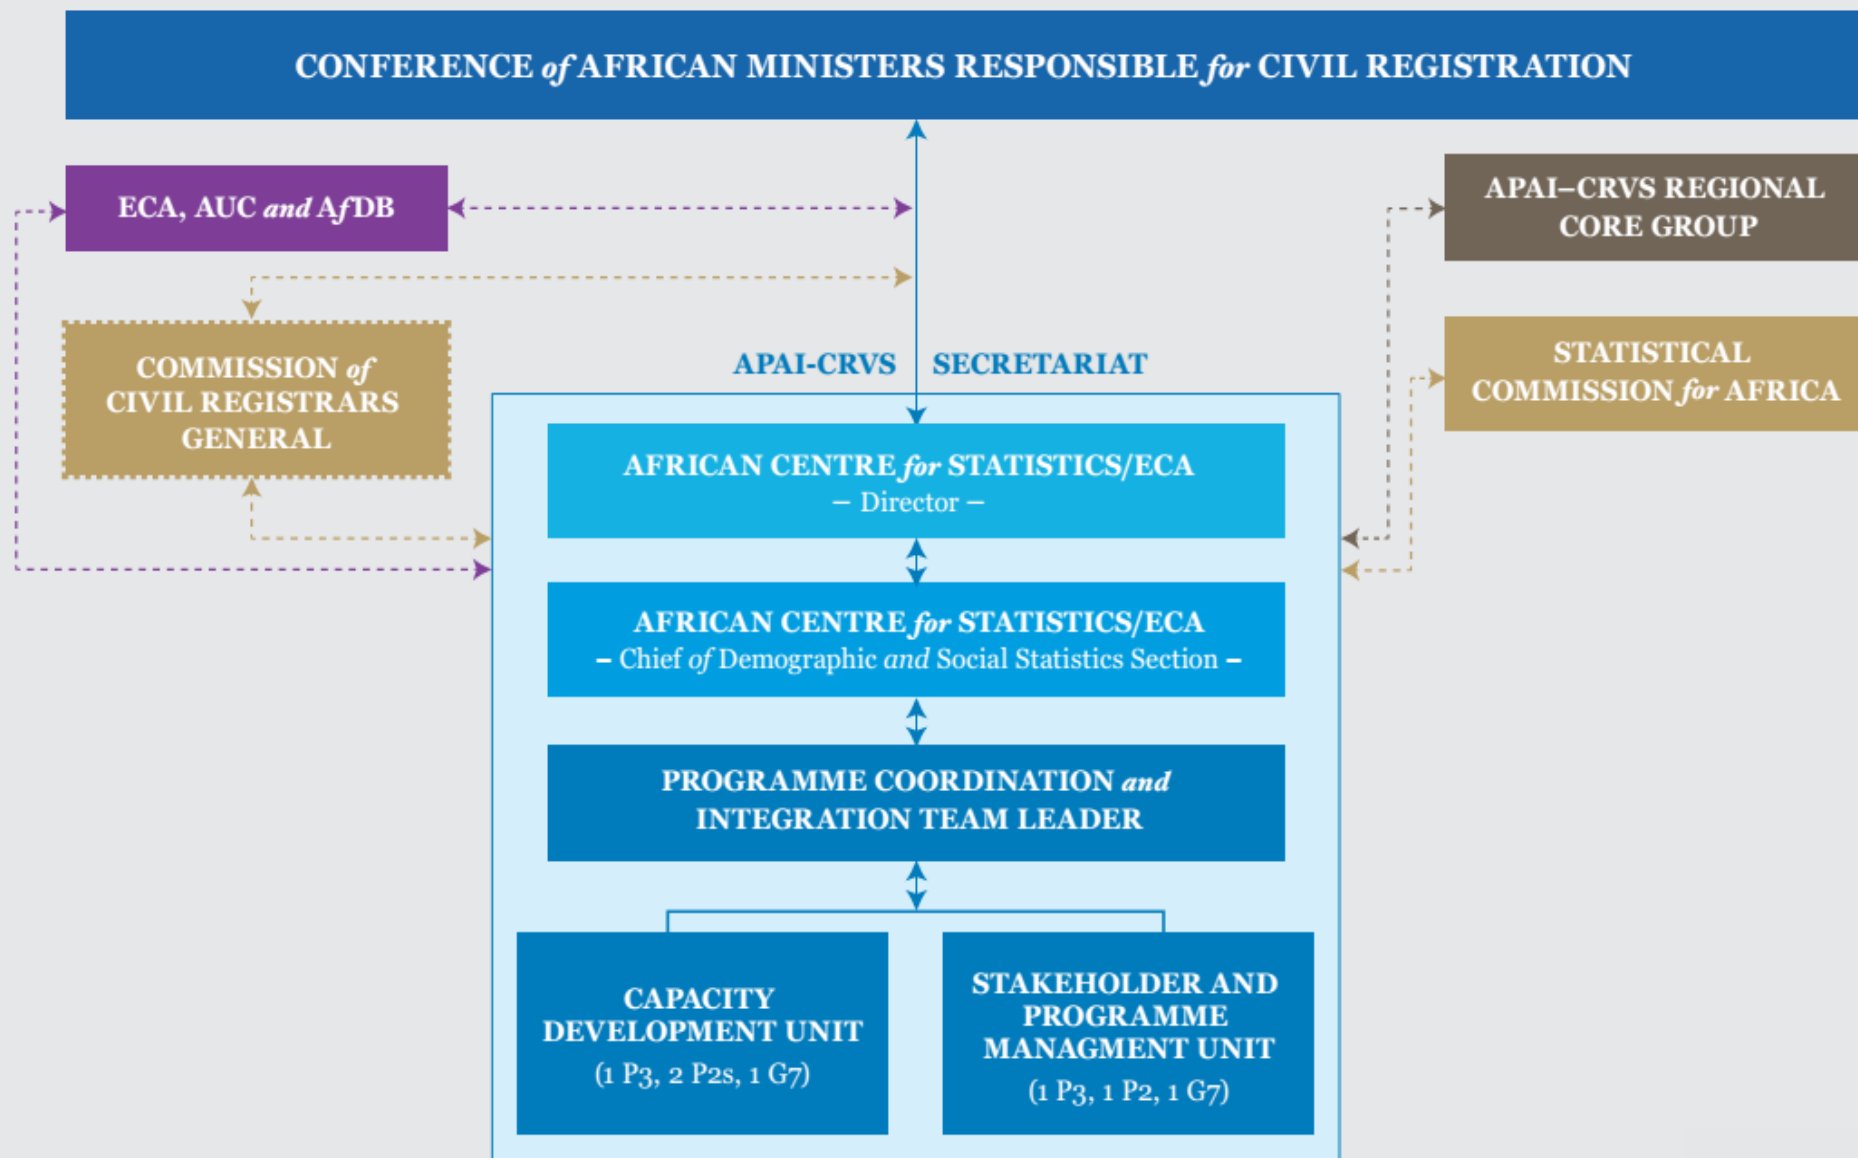 CONFERENCE of AFRICAN MINISTERS RESPONSIBLE for CIVIL REGISTRATION
ECA, AUC and AfDB
APAI–CRVS REGIONAL
CORE GROUP
COMMISSION of
CIVIL REGISTRARS
GENERAL
STATISTICAL
COMMISSION for AFRICA
APAI-CRVS SECRETARIAT
AFRICAN CENTRE for STATISTICS/ECA
– Director –
AFRICAN CENTRE for STATISTICS/ECA
– Chief of Demographic and Social Statistics Section –
PROGRAMME COORDINATION and
INTEGRATION TEAM LEADER
CAPACITY
DEVELOPMENT UNIT
(1 P3, 2 P2s, 1 G7)
STAKEHOLDER AND
PROGRAMME
MANAGMENT UNIT
(1 P3, 1 P2, 1 G7)